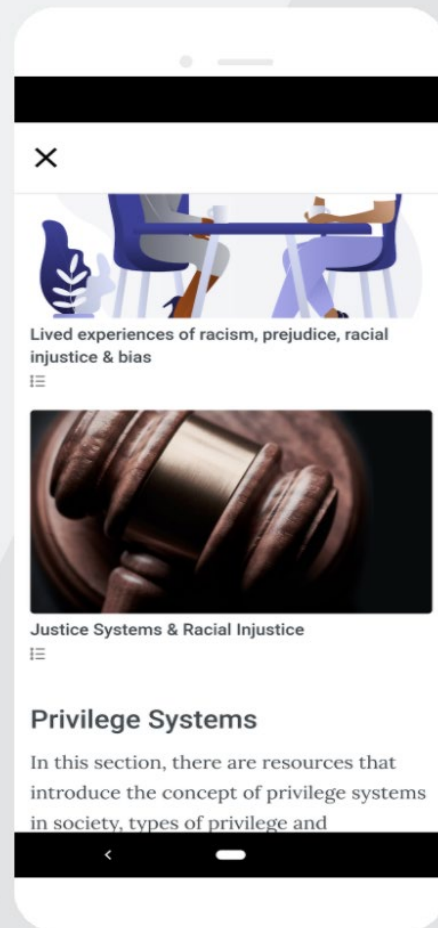 Lived experiences of racism, prejudice, racial
injustice & bias
Justice Systems & Racial Injustice
Privilege Systems
In this section, there are resources that
introduce the concept of privilege systems
in society, types of privilege and